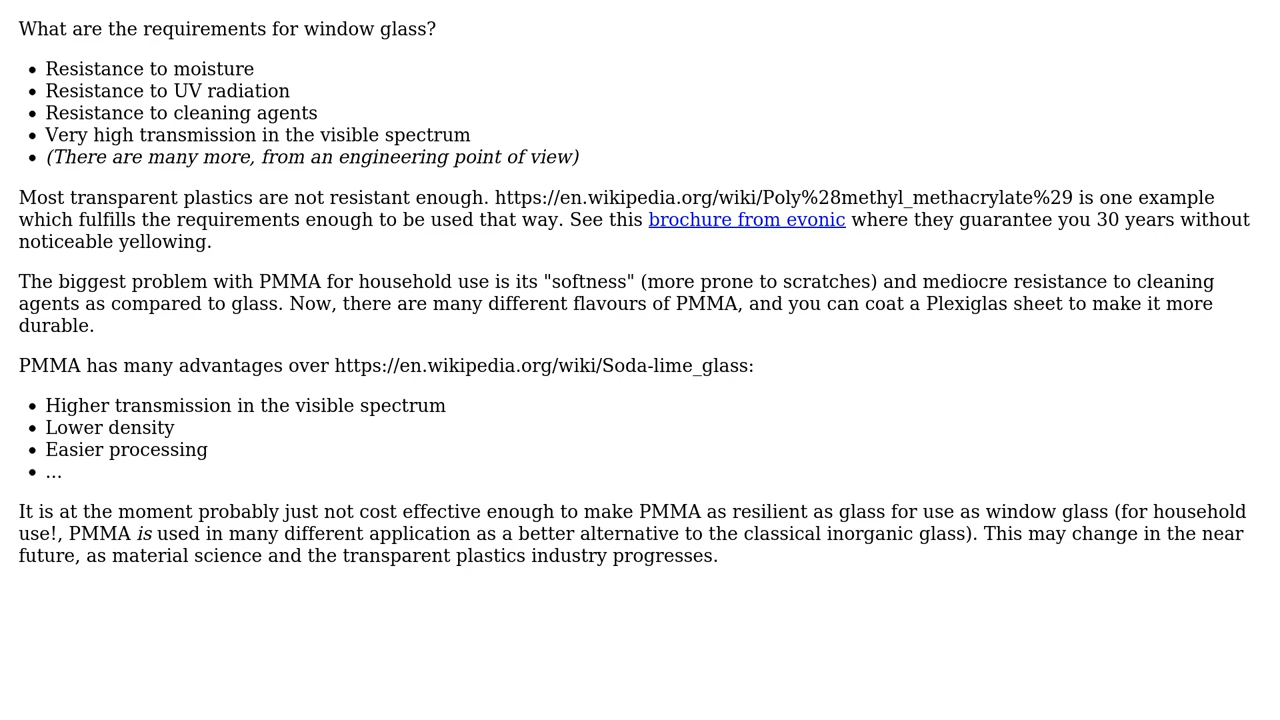 What are the requirements for window glass?
• Resistance to moisture
• Resistance to UV radiation
• Resistance to cleaning agents
• Very high transmission in the visible spectrum
• (There are many more, from an engineering point of view)
Most transparent plastics are not resistant enough. https://en.wikipedia.org/wiki/Poly%28methyl_methacrylate%29 is one example
which fulfills the requirements enough to be used that way. See this brochure from evonic where they guarantee you 30 years without
noticeable yellowing.
The biggest problem with PMMA for household use is its "softness" (more prone to scratches) and mediocre resistance to cleaning
agents as compared to glass. Now, there are many different flavours of PMMA, and you can coat a Plexiglas sheet to make it more
durable.
PMMA has many advantages over https://en.wikipedia.org/wiki/Soda-lime_glass:
• Higher transmission in the visible spectrum
• Lower density
• Easier processing
• ...
It is at the moment probably just not cost effective enough to make PMMA as resilient as glass for use as window glass (for household
use!, PMMA is used in many different application as a better alternative to the classical inorganic glass). This may change in the near
future, as material science and the transparent plastics industry progresses.